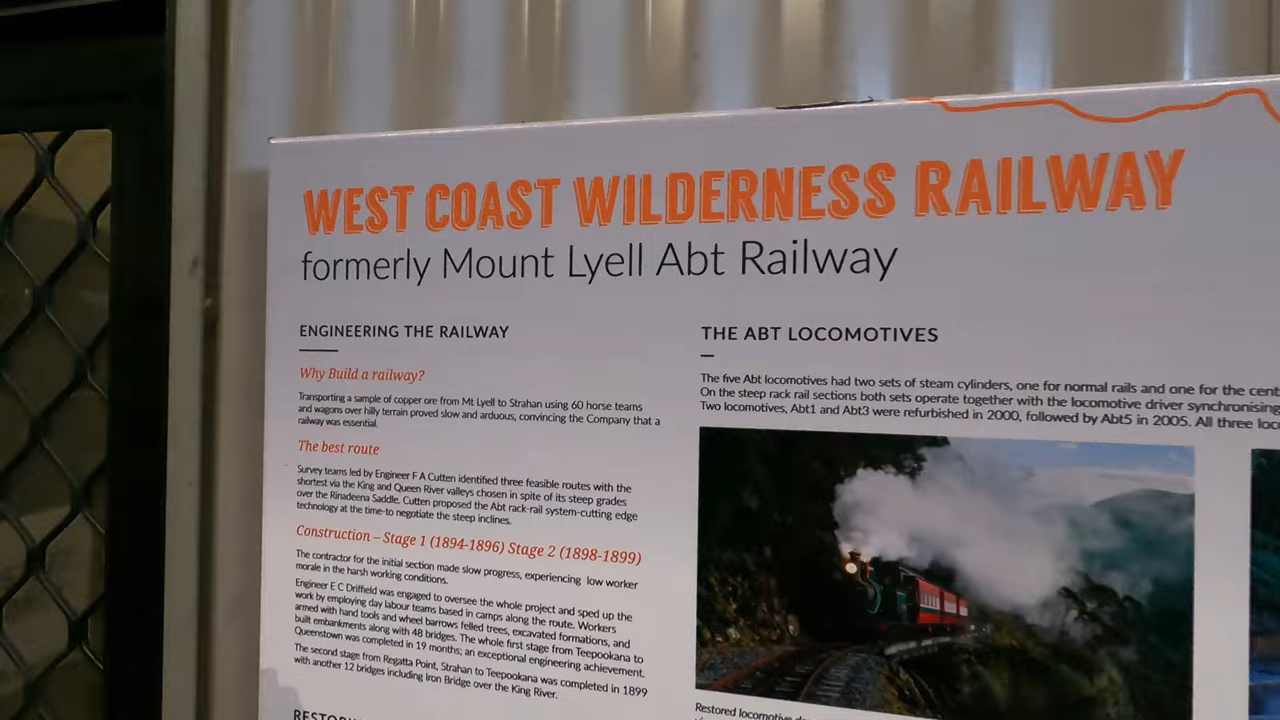 WEST COAST WILDERNESS RAILWAY
formerly Mount Lyell Abt Railway
ENGINEERING THE RAILWAY
Why Build a railway?
Transporting a sample of copper ore from Mt Lyell to Strahan using 60 horse teams
and wagons over hilly terrain proved slow and arduous, convincing the Company that a
railway was essential.
The best route
Survey teams led by Engineer F A Cutten identified three feasible routes with the
shortest via the King and Queen River valleys chosen in spite of its steep grades
over the Rinadeena Saddle. Cutten proposed the Abt rack-rail system-cutting edge
technology at the time-to negotiate the steep inclines.
Construction – Stage 1 (1894-1896) Stage 2 (1898-1899)
The contractor for the initial section made slow progress, experiencing low worker
morale in the harsh working conditions.
Engineer E C Driffield was engaged to oversee the whole project and sped up the
work by employing day labour teams based in camps along the route. Workers
armed with hand tools and wheel barrows felled trees, excavated formations, and
built embankments along with 48 bridges. The whole first stage from Teepookana to
Queenstown was completed in 19 months; an exceptional engineering achievement.
The second stage from Regatta Point, Strahan to Teepookana was completed in 1899
with another 12 bridges including Iron Bridge over the King River.
THE ABT LOCOMOTIVES
The five Abt locomotives had two sets of steam cylinders, one for normal rails and one for the cent
On the steep rack rail sections both sets operate together with the locomotive driver synchronising
Two locomotives, Abt1 and Abt3 were refurbished in 2000, followed by Abt5 in 2005. All three loc
Restored locomotive